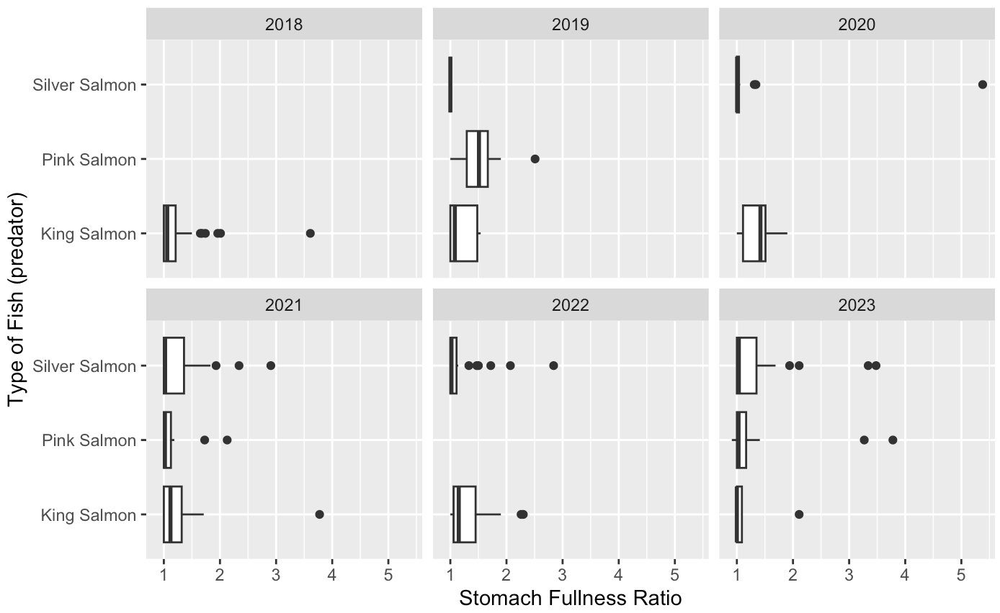 2018 2019 2020
Silver Salmon
Pink Salmon
King Salmon
2021 2022 2023
Silver Salmon
Pink Salmon
King Salmon
1 2 3 4 5 1 2 3 4 5 1 2 3 4 5
Stomach Fullness Ratio
Type of Fish (predator)